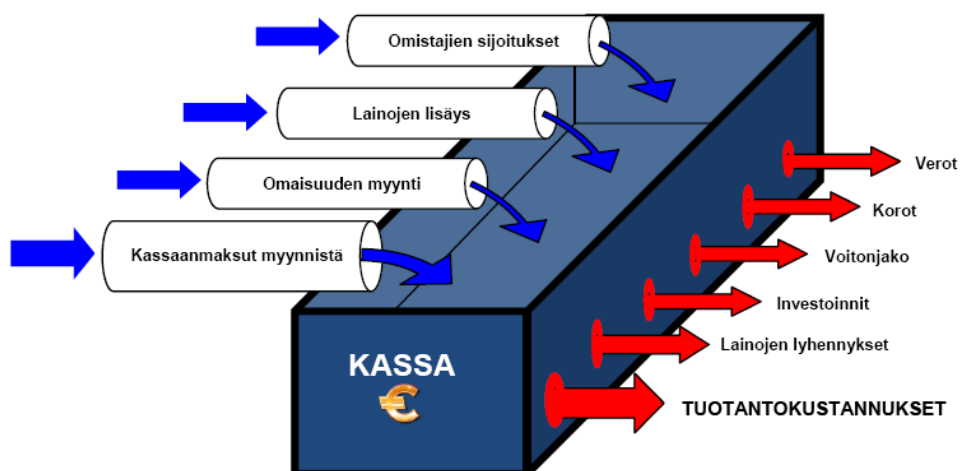 Omistajien sijoitukset
Lainojen lisäys
Omaisuuden myynti
Kassaanmaksut myynnistä
Verot
Korot
Voitonjako
Investoinnit
Lainojen lyhennykset
TUOTANTOKUSTANNUKSET
KASSA
€